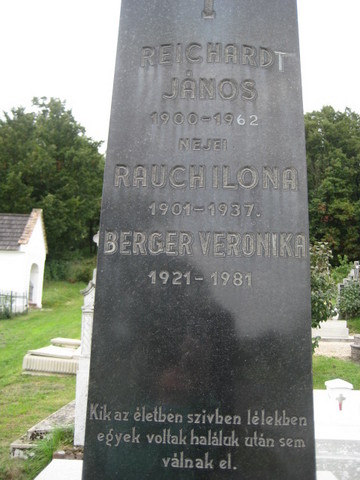 REICHARDT
JÁNOS
1900-1962
NEJEI
RAUCH ILONA
1901-1937.
BERGER VERONIKA
1921-1981
Kik az életben szívben lélekben
egyek voltak haláluk után sem
válnak el.